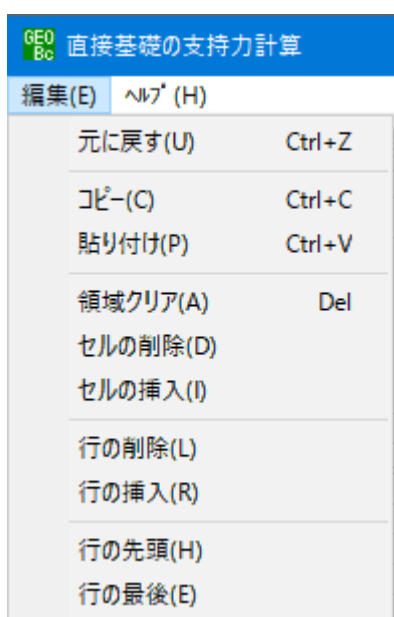 GEO
Bc
直接基礎の支持力計算
編集(E) ﾍﾙﾌﾟ(H)
元に戻す(U) Ctrl+Z
ｺﾋﾟｰ(C) Ctrl+C
貼り付け(P) Ctrl+V
領域クリア(A) Del
セルの削除(D)
セルの挿入(I)
行の削除(L)
行の挿入(R)
行の先頭(H)
行の最後(E)